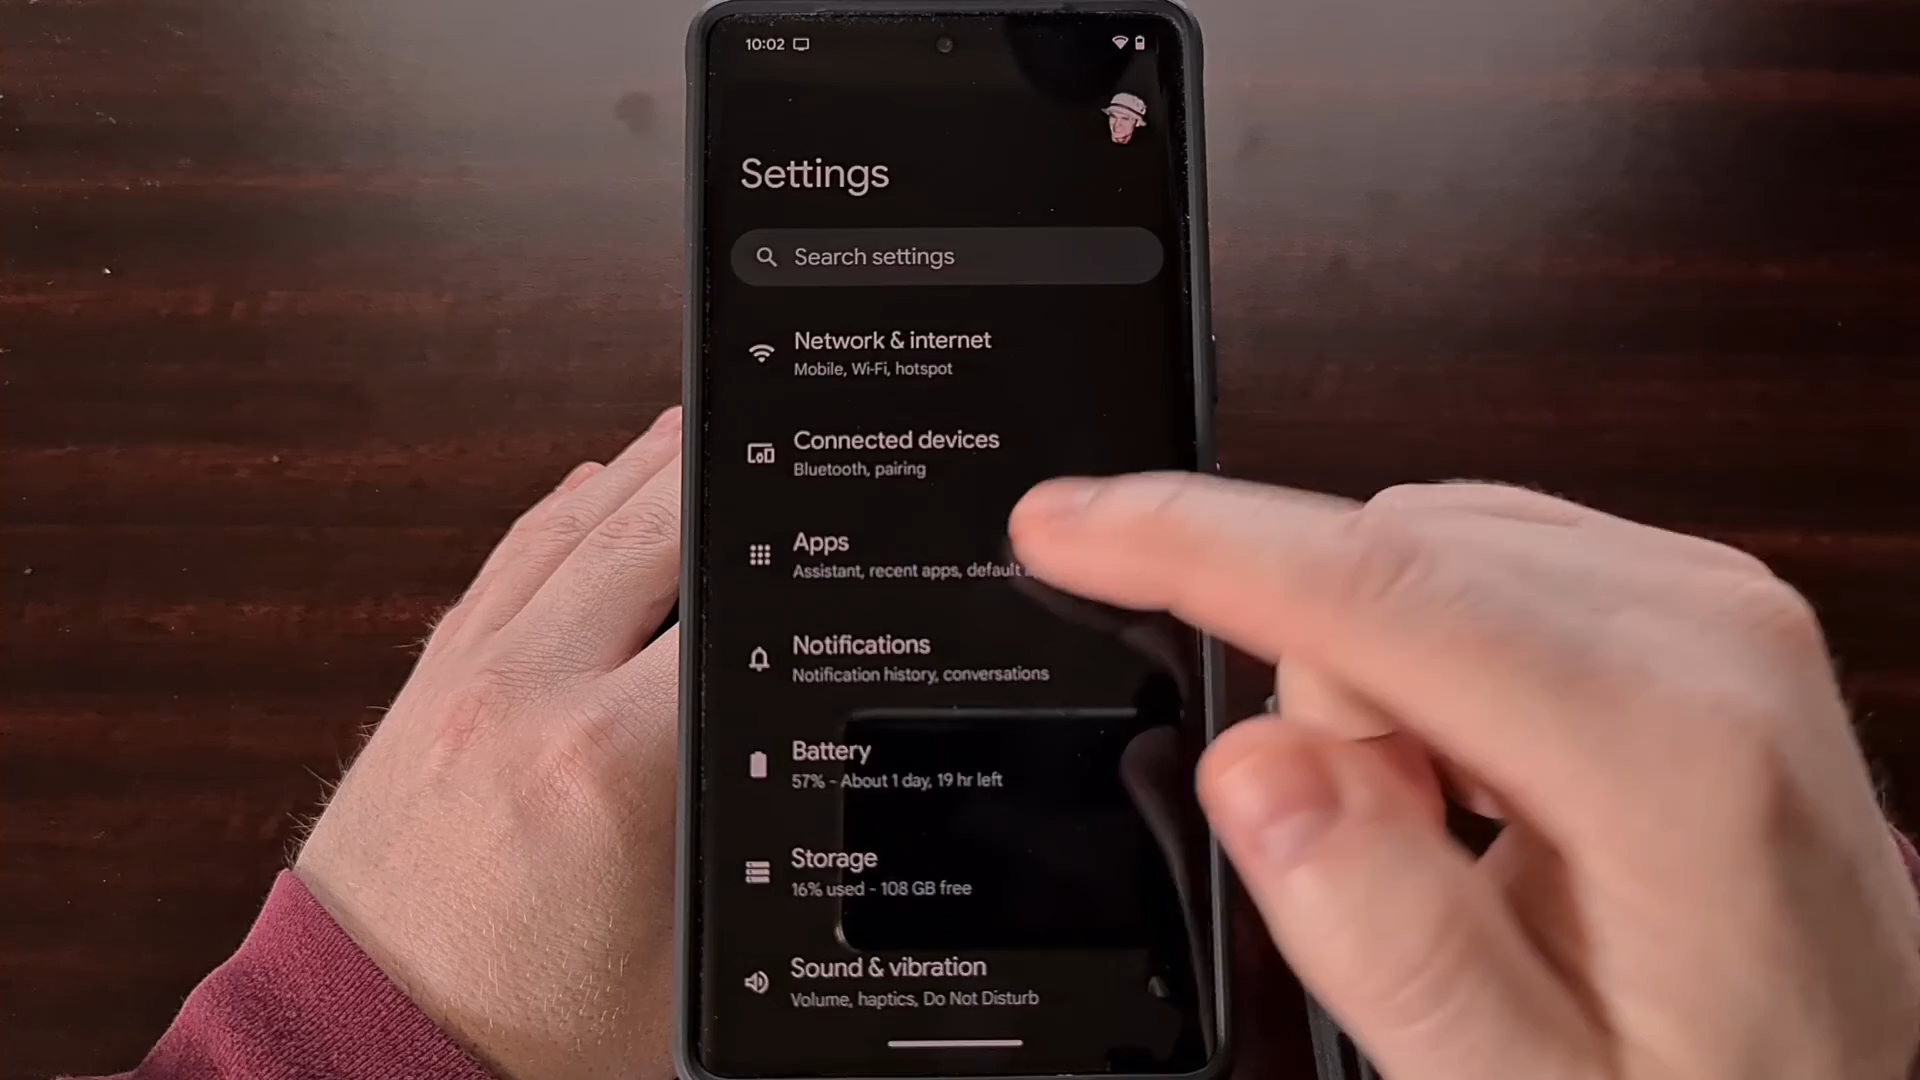 10:02
Settings
Search settings
Network & internet
Mobile, Wi-Fi, hotspot
Connected devices
Bluetooth, pairing
Apps
Assistant, recent apps, default
Notifications
Notification history, conversations
Battery
57% - About 1 day, 19 hr left
Storage
16% used - 108 GB free
Sound & vibration
Volume, haptics, Do Not Disturb